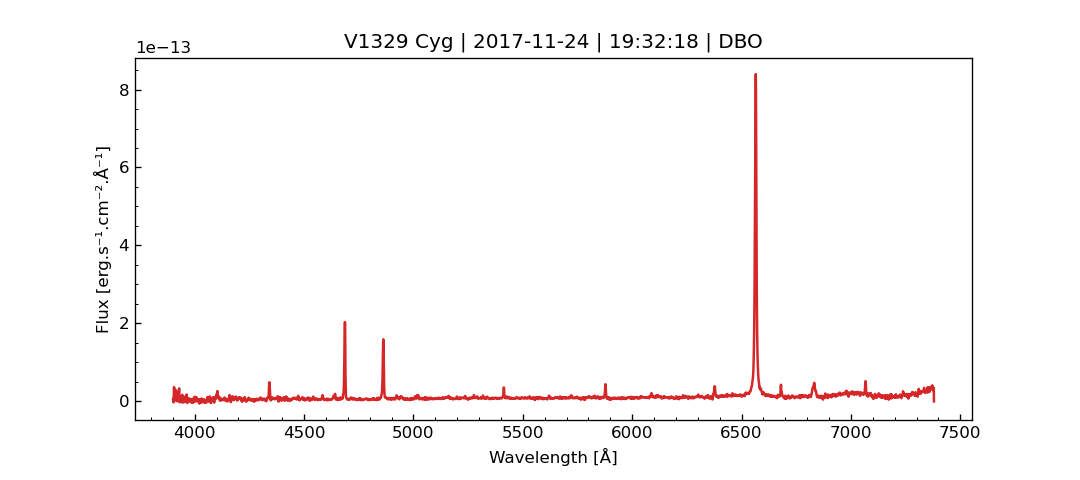 V1329 Cyg | 2017-11-24 | 19:32:18 | DBO
1e−13
8
6
4
2
0
Flux [erg.s⁻¹.cm⁻².Å⁻¹]
4000 4500 5000 5500 6000 6500 7000 7500
Wavelength [Å]